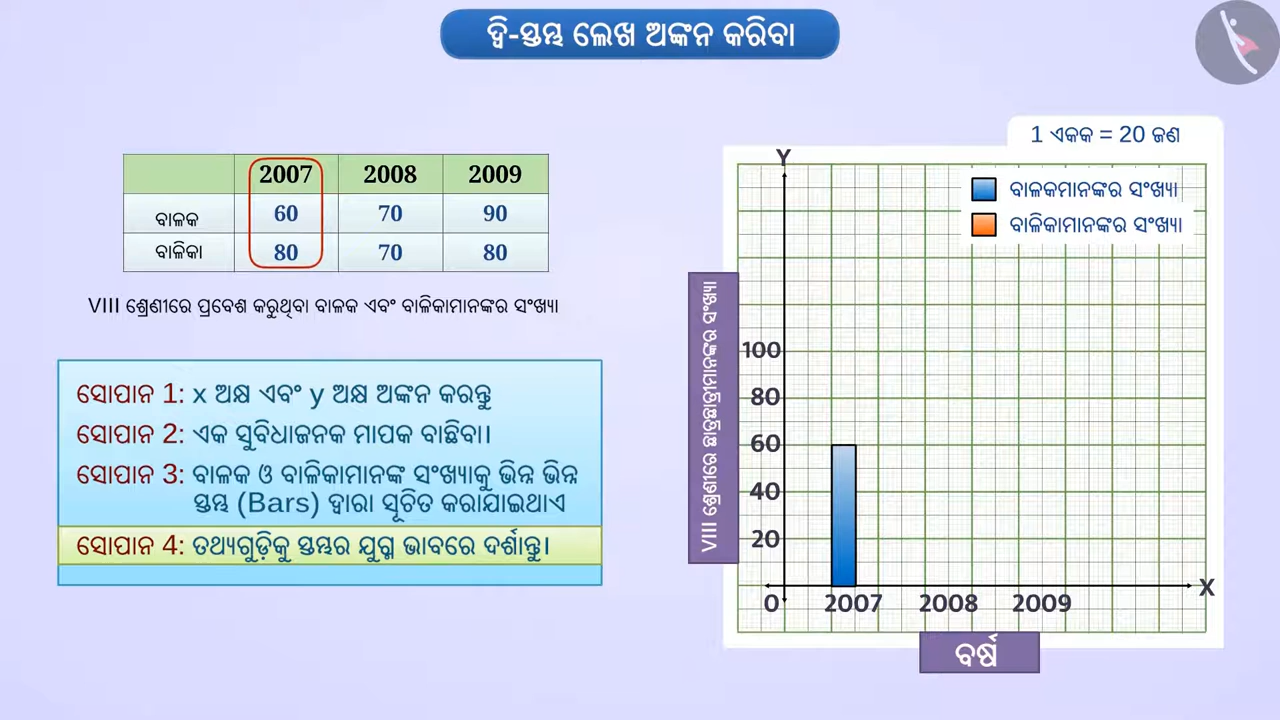 ଦ୍ୱି-ସ୍ତମ୍ଭ ଲେଖ ଅଙ୍କନ କରିବା
2007 2008 2009
ବାଳକ 60 70 90
ବାଳିକା 80 70 80
VIII ଶ୍ରେଣୀରେ ପ୍ରବେଶ କରୁଥିବା ବାଳକ ଏବଂ ବାଳିକାମାନଙ୍କର ସଂଖ୍ୟା
ସୋପାନ 1: x ଅକ୍ଷ ଏବଂ y ଅକ୍ଷ ଅଙ୍କନ କରନ୍ତୁ
ସୋପାନ 2: ଏକ ସୁବିଧାଜନକ ମାପକ ବାଛିବା।
ସୋପାନ 3: ବାଳକ ଓ ବାଳିକାମାନଙ୍କ ସଂଖ୍ୟାକୁ ଭିନ୍ନ ଭିନ୍ନ
ସ୍ତମ୍ଭ (Bars) ଦ୍ୱାରା ସୂଚିତ କରାଯାଇଥାଏ
ସୋପାନ 4: ତଥ୍ୟଗୁଡ଼ିକୁ ସ୍ତମ୍ଭର ଯୁଗ୍ମ ଭାବରେ ଦର୍ଶାନ୍ତୁ।
1 ଏକକ = 20 ଜଣ
Y
ବାଳକମାନଙ୍କର ସଂଖ୍ୟା
ବାଳିକାମାନଙ୍କର ସଂଖ୍ୟା
VIII ଶ୍ରେଣୀରେ ଛାତ୍ରଛାତ୍ରୀମାନଙ୍କର ସଂଖ୍ୟା
100
80
60
40
20
0 2007 2008 2009 X
ବର୍ଷ